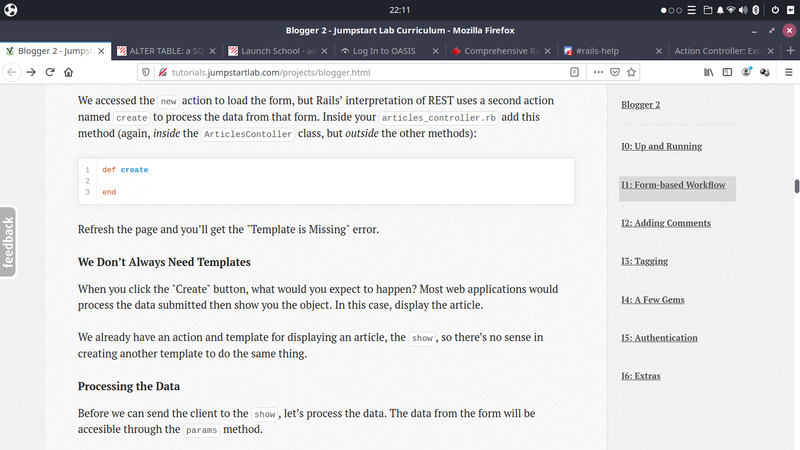 22:11
Blogger 2 - Jumpstart Lab Curriculum - Mozilla Firefox
Blogger 2 - Jumpst
ALTER TABLE: a SQ
Launch School - an
Log In to OASIS
Comprehensive Ra
#rails-help
Action Controller: Exc
tutorials.jumpstartlab.com/projects/blogger.html
We accessed the new action to load the form, but Rails’ interpretation of REST uses a second action
named create to process the data from that form. Inside your articles_controller.rb add this
method (again, inside the ArticlesContoller class, but outside the other methods):
1 def create
2
3 end
Refresh the page and you’ll get the "Template is Missing" error.
We Don’t Always Need Templates
When you click the "Create" button, what would you expect to happen? Most web applications would
process the data submitted then show you the object. In this case, display the article.
We already have an action and template for displaying an article, the show, so there’s no sense in
creating another template to do the same thing.
Processing the Data
Before we can send the client to the show, let’s process the data. The data from the form will be
accesible through the params method.
feedback
Blogger 2
I0: Up and Running
I1: Form-based Workflow
I2: Adding Comments
I3: Tagging
I4: A Few Gems
I5: Authentication
I6: Extras